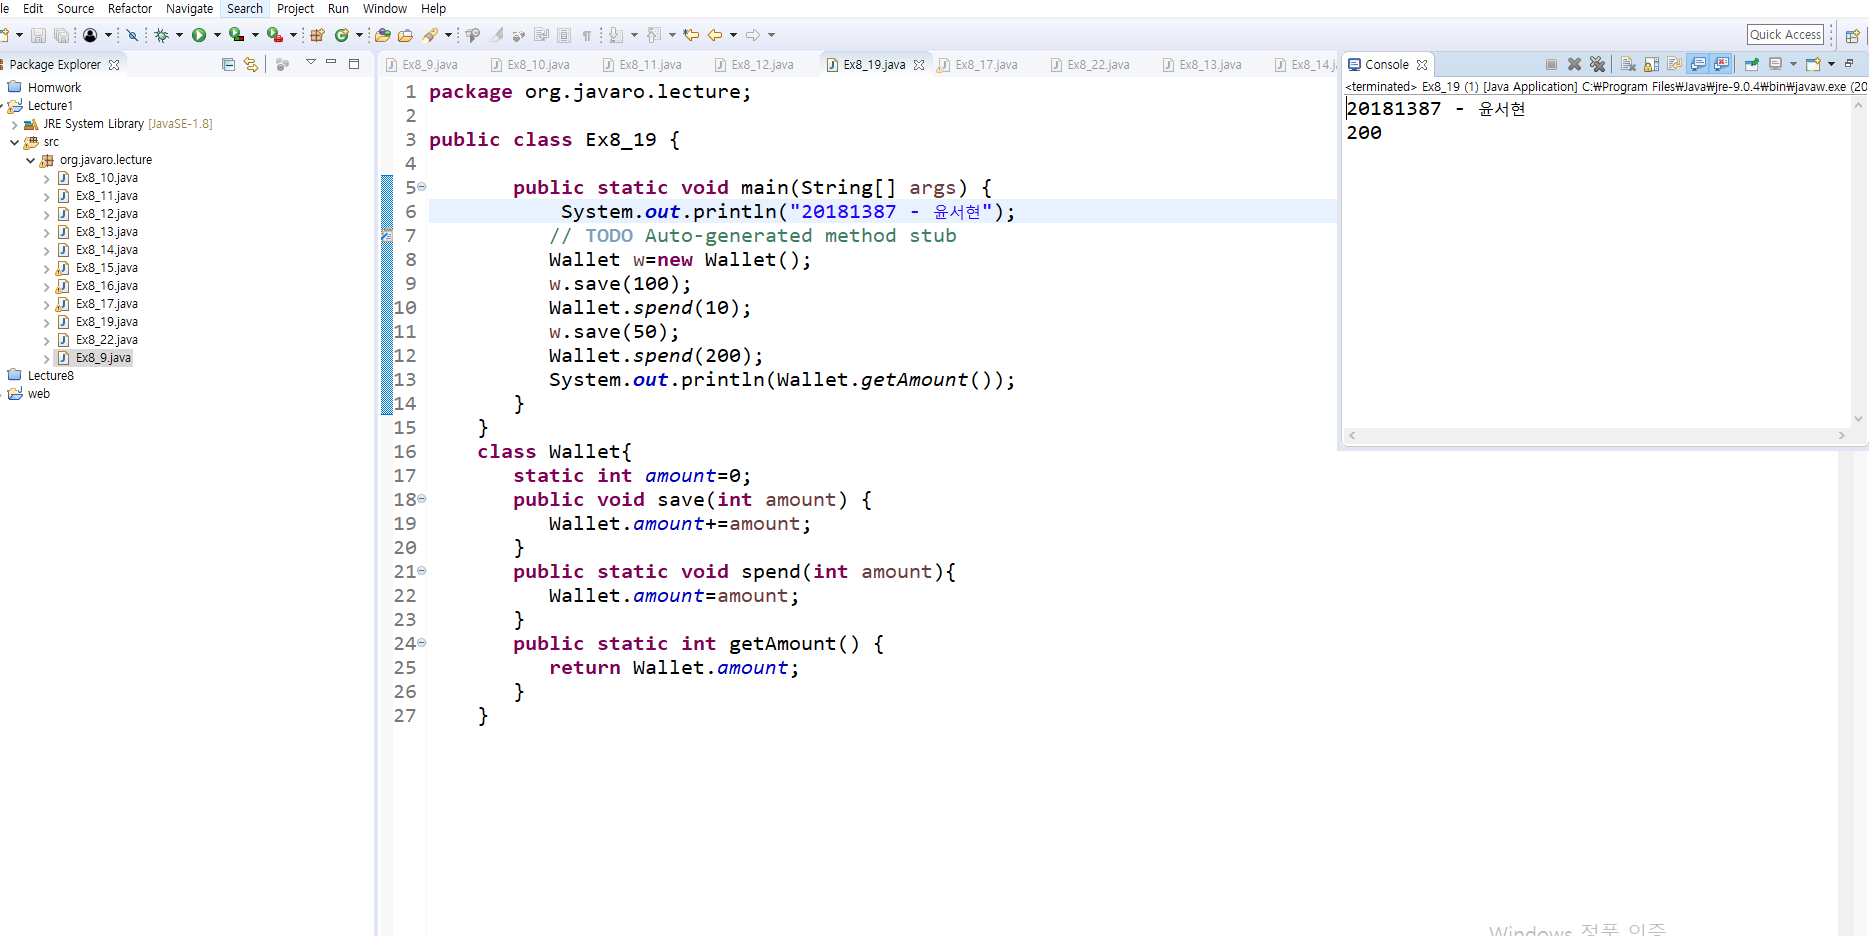 le Edit Source Refactor Navigate Search Project Run Window Help
Quick Access
Package Explorer
Homwork
Lecture1
JRE System Library [JavaSE-1.8]
src
org.javaro.lecture
Ex8_10.java
Ex8_11.java
Ex8_12.java
Ex8_13.java
Ex8_14.java
Ex8_15.java
Ex8_16.java
Ex8_17.java
Ex8_19.java
Ex8_22.java
Ex8_9.java
Lecture8
web
Ex8_9.java Ex8_10.java Ex8_11.java Ex8_12.java Ex8_19.java Ex8_17.java Ex8_22.java Ex8_13.java Ex8_14.j
1 package org.javaro.lecture;
2
3 public class Ex8_19 {
4
5 public static void main(String[] args) {
6 System.out.println("20181387 - 윤서현");
7 // TODO Auto-generated method stub
8 Wallet w=new Wallet();
9 w.save(100);
10 Wallet.spend(10);
11 w.save(50);
12 Wallet.spend(200);
13 System.out.println(Wallet.getAmount());
14 }
15 }
16 class Wallet{
17 static int amount=0;
18 public void save(int amount) {
19 Wallet.amount+=amount;
20 }
21 public static void spend(int amount){
22 Wallet.amount=amount;
23 }
24 public static int getAmount() {
25 return Wallet.amount;
26 }
27 }
Console
<terminated> Ex8_19 (1) [Java Application] C:₩Program Files₩Java₩jre-9.0.4₩bin₩javaw.exe (20
20181387 - 윤서현
200
Windows 정품 인증